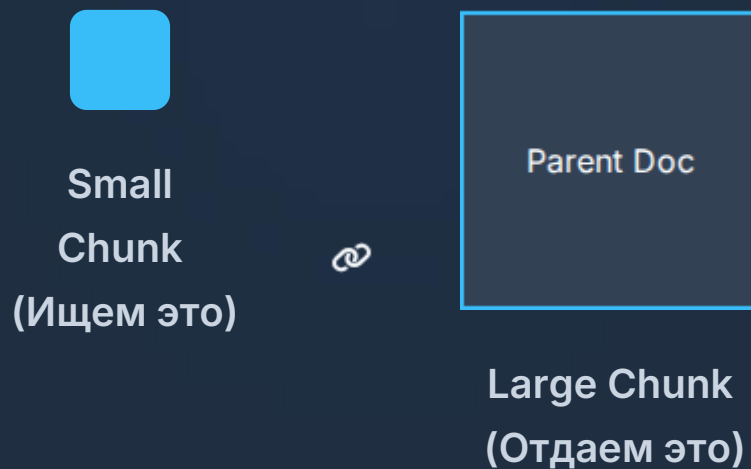 Small
Chunk
(Ищем это)
Parent Doc
Large Chunk
(Отдаем это)